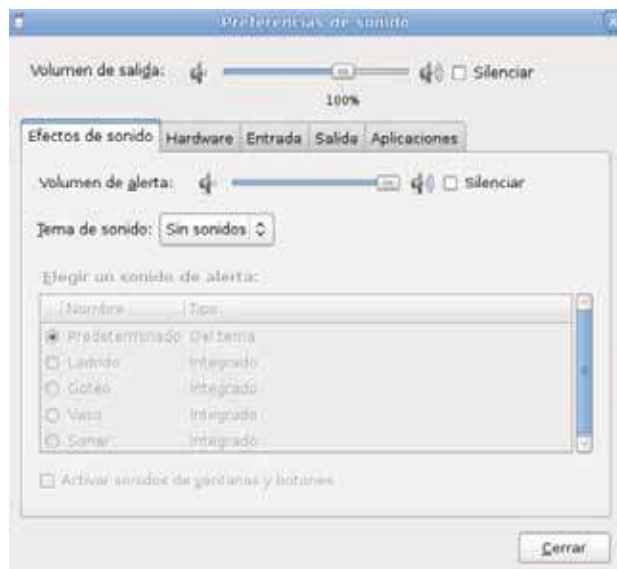 Preferencias de sonido
Volumen de salida: Silenciar
100%
Efectos de sonido Hardware Entrada Salida Aplicaciones
Volumen de alerta: Silenciar
Tema de sonido: Sin sonidos
Elegir un sonido de alerta:
Nombre Tipo
Predeterminado Del tema
Ladrido Integrado
Goteo Integrado
Vaso Integrado
Sonar Integrado
Activar sonidos de ventanas y botones
Cerrar